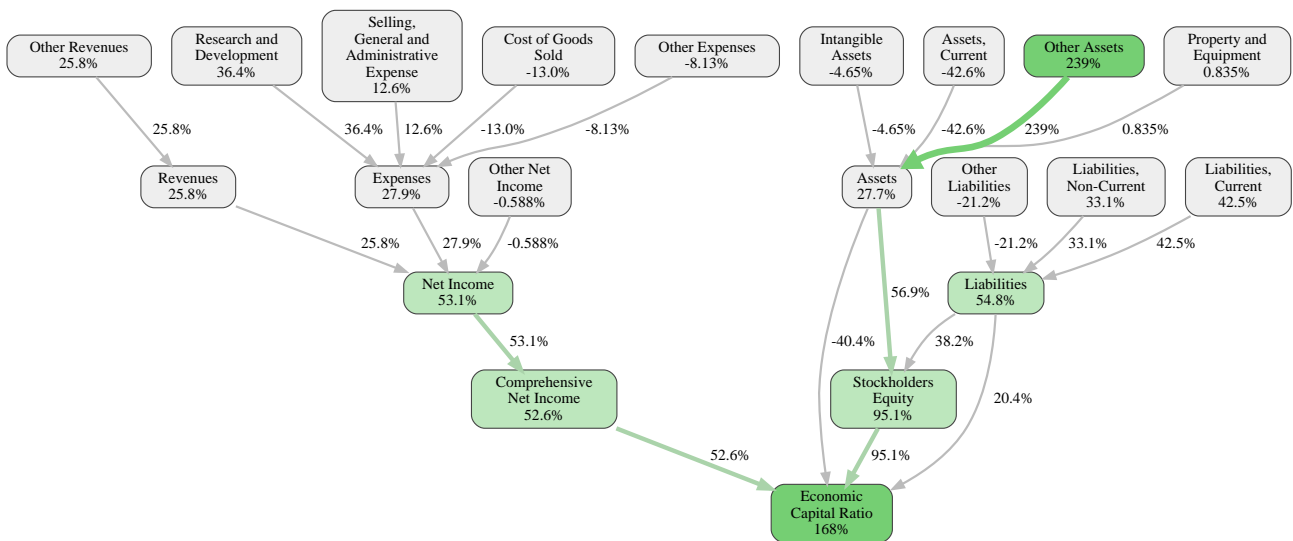 Other Revenues
25.8%
Research and
Development
36.4%
Selling,
General and
Administrative
Expense
12.6%
Cost of Goods
Sold
-13.0%
Other Expenses
-8.13%
Intangible
Assets
-4.65%
Assets,
Current
-42.6%
Other Assets
239%
Property and
Equipment
0.835%
25.8%
36.4%
12.6%
-13.0%
-8.13%
-4.65%
-42.6%
239%
0.835%
Revenues
25.8%
Expenses
27.9%
Other Net
Income
-0.588%
Assets
27.7%
Other
Liabilities
-21.2%
Liabilities,
Non-Current
33.1%
Liabilities,
Current
42.5%
25.8%
27.9%
-0.588%
-21.2%
33.1%
42.5%
Net Income
53.1%
56.9%
Liabilities
54.8%
53.1%
-40.4%
38.2%
Comprehensive
Net Income
52.6%
Stockholders
Equity
95.1%
20.4%
52.6%
95.1%
Economic
Capital Ratio
168%